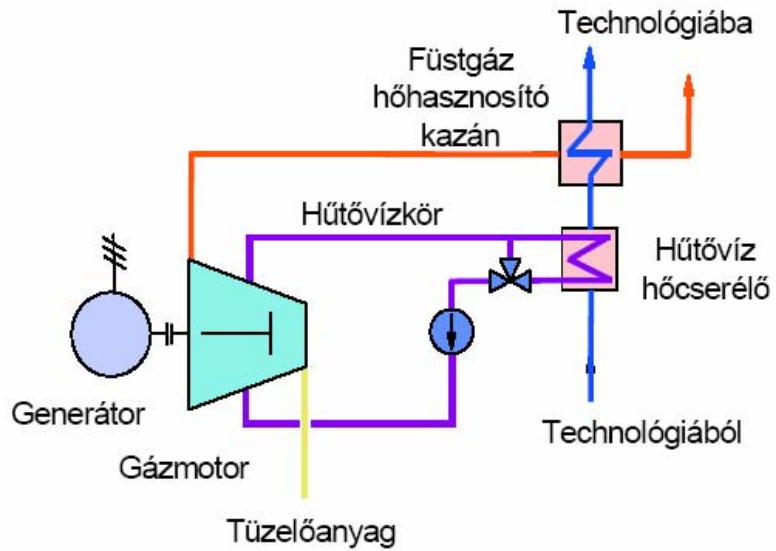 Technológiába
Füstgáz
hőhasznosító
kazán
Hűtővízkör
Hűtővíz
hőcserélő
Generátor
Technológiából
Gázmotor
Tüzelőanyag